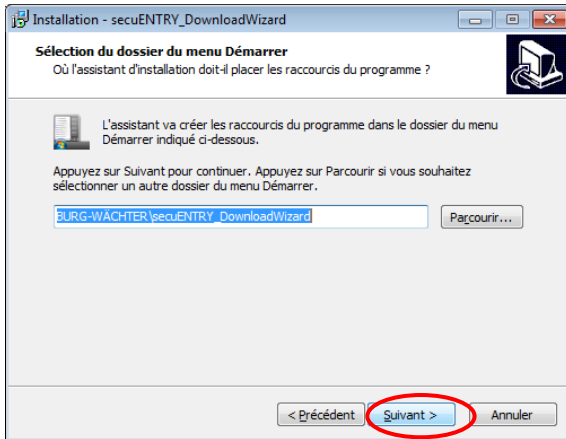 Installation - secuENTRY_DownloadWizard
Sélection du dossier du menu Démarrer
Où l'assistant d'installation doit-il placer les raccourcis du programme ?
L'assistant va créer les raccourcis du programme dans le dossier du menu
Démarrer indiqué ci-dessous.
Appuyez sur Suivant pour continuer. Appuyez sur Parcourir si vous souhaitez
sélectionner un autre dossier du menu Démarrer.
BURG-WÄCHTER\secuENTRY_DownloadWizard
Parcourir...
< Précédent
Suivant >
Annuler